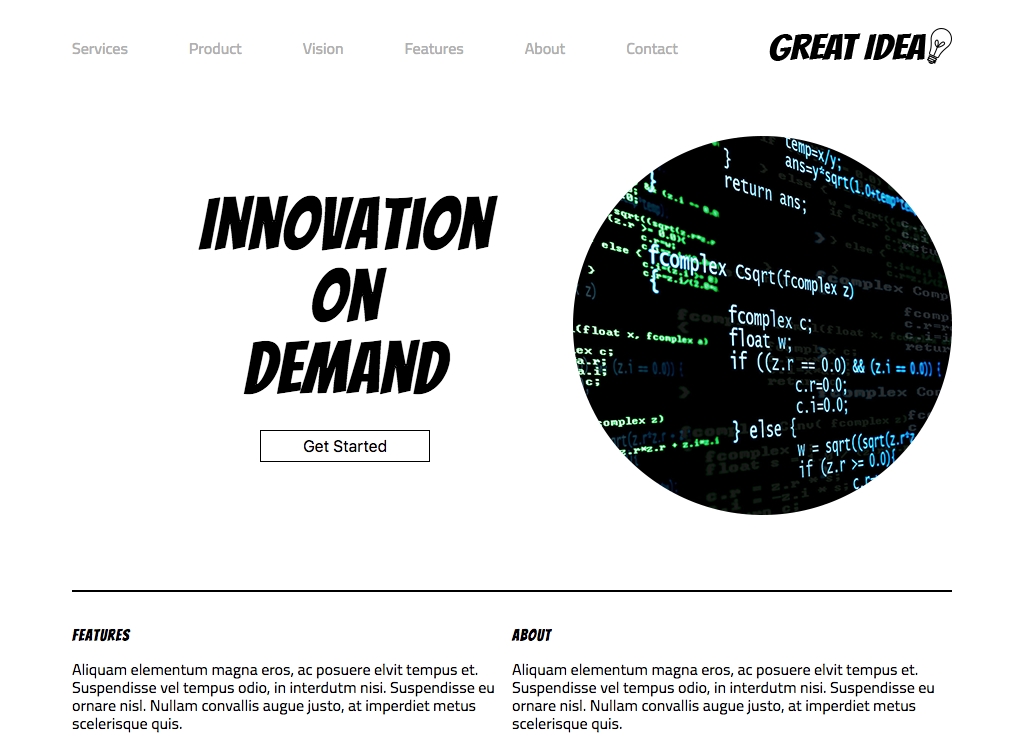 Services Product Vision Features About Contact GREAT IDEA
INNOVATION
ON
DEMAND
Get Started
temp=x/y;
ans=y*sqrt(1.0+temp*te
}
return ans;
fcomplex Csqrt(fcomplex z)
{
fcomplex c;
float w;
if ((z.r == 0.0) && (z.i == 0.0)) {
c.r=0.0;
c.i=0.0;
} else {
w = sqrt((sqrt(z.r*z
if (z.r >= 0.0){
c.r=
(float x, fcomplex a)
omplex z)
z.r*z.r + z.i*z.i
FEATURES
Aliquam elementum magna eros, ac posuere elvit tempus et.
Suspendisse vel tempus odio, in interdutm nisi. Suspendisse eu
ornare nisl. Nullam convallis augue justo, at imperdiet metus
scelerisque quis.
ABOUT
Aliquam elementum magna eros, ac posuere elvit tempus et.
Suspendisse vel tempus odio, in interdutm nisi. Suspendisse eu
ornare nisl. Nullam convallis augue justo, at imperdiet metus
scelerisque quis.